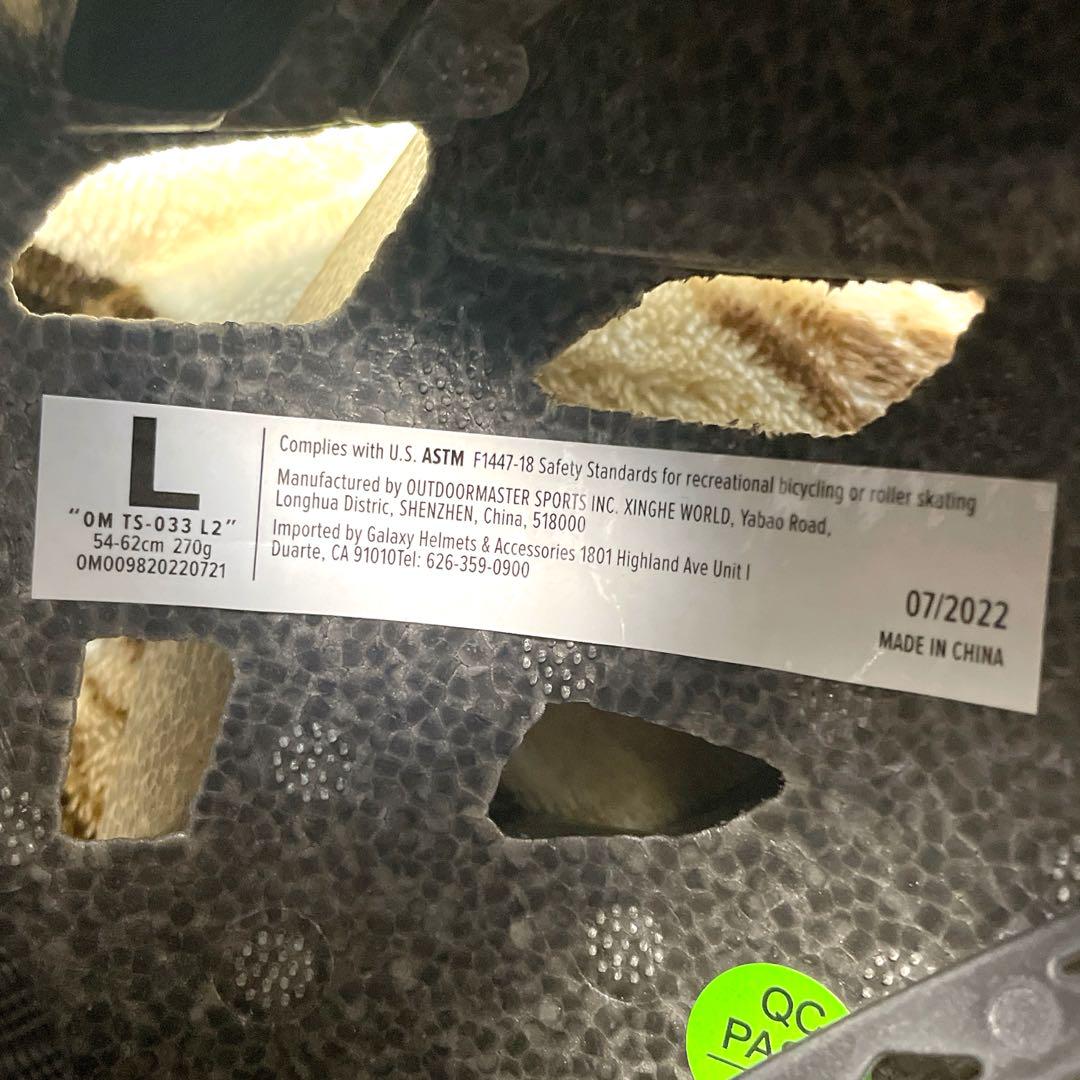 L
"OM TS-033 L2"
54-62cm 270g
OM009820220721
Complies with U.S. ASTM F1447-18 Safety Standards for recreational bicycling or roller skating
Manufactured by OUTDOORMASTER SPORTS INC. XINGHE WORLD, Yabao Road,
Longhua Distric, SHENZHEN, China, 518000
Imported by Galaxy Helmets & Accessories 1801 Highland Ave Unit I
Duarte, CA 91010Tel: 626-359-0900
07/2022
MADE IN CHINA
QC